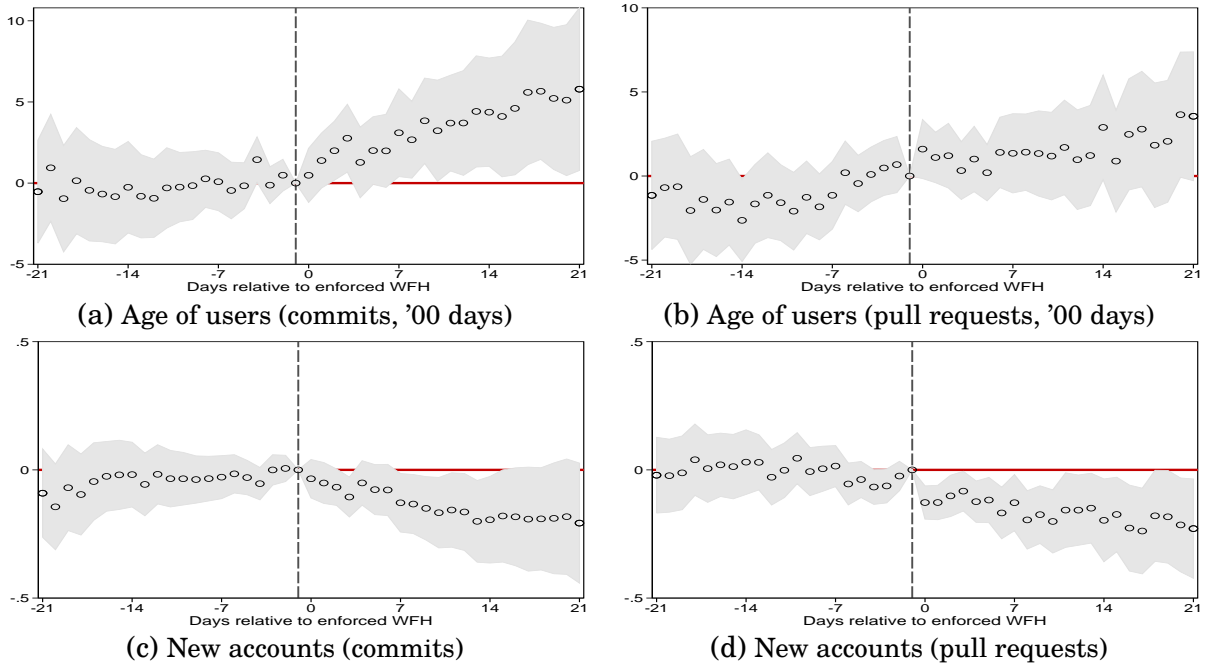 10
5
0
-5
-21 -14 -7 0 7 14 21
Days relative to enforced WFH
(a) Age of users (commits, ’00 days)
10
5
0
-5
-21 -14 -7 0 7 14 21
Days relative to enforced WFH
(b) Age of users (pull requests, ’00 days)
.5
0
-.5
-21 -14 -7 0 7 14 21
Days relative to enforced WFH
(c) New accounts (commits)
.5
0
-.5
-21 -14 -7 0 7 14 21
Days relative to enforced WFH
(d) New accounts (pull requests)